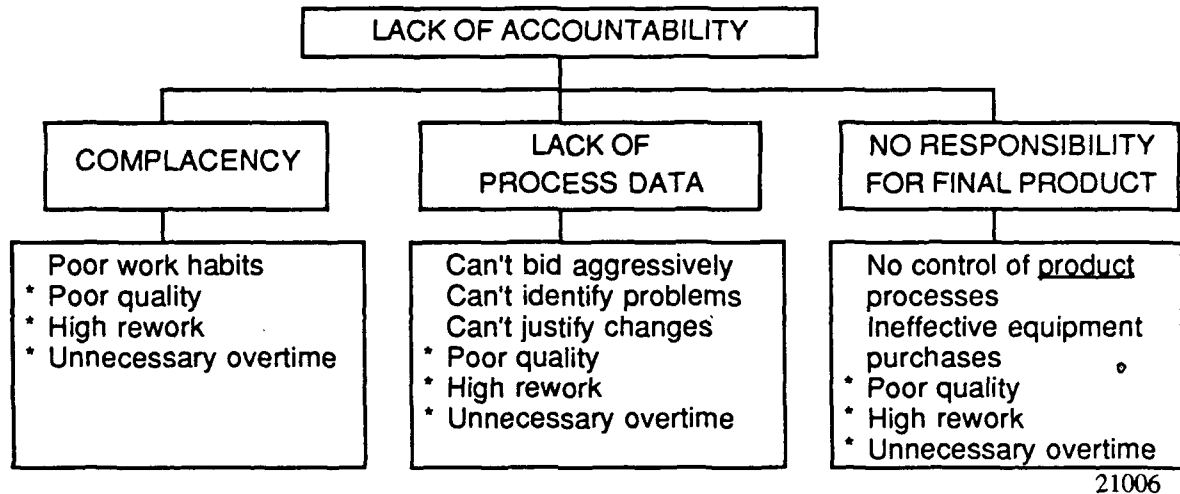 LACK OF ACCOUNTABILITY
COMPLACENCY
LACK OF
PROCESS DATA
NO RESPONSIBILITY
FOR FINAL PRODUCT
Poor work habits
* Poor quality
* High rework
* Unnecessary overtime
Can't bid aggressively
Can't identify problems
Can't justify changes
* Poor quality
* High rework
* Unnecessary overtime
No control of product
processes
Ineffective equipment
purchases
* Poor quality
* High rework
* Unnecessary overtime
21006